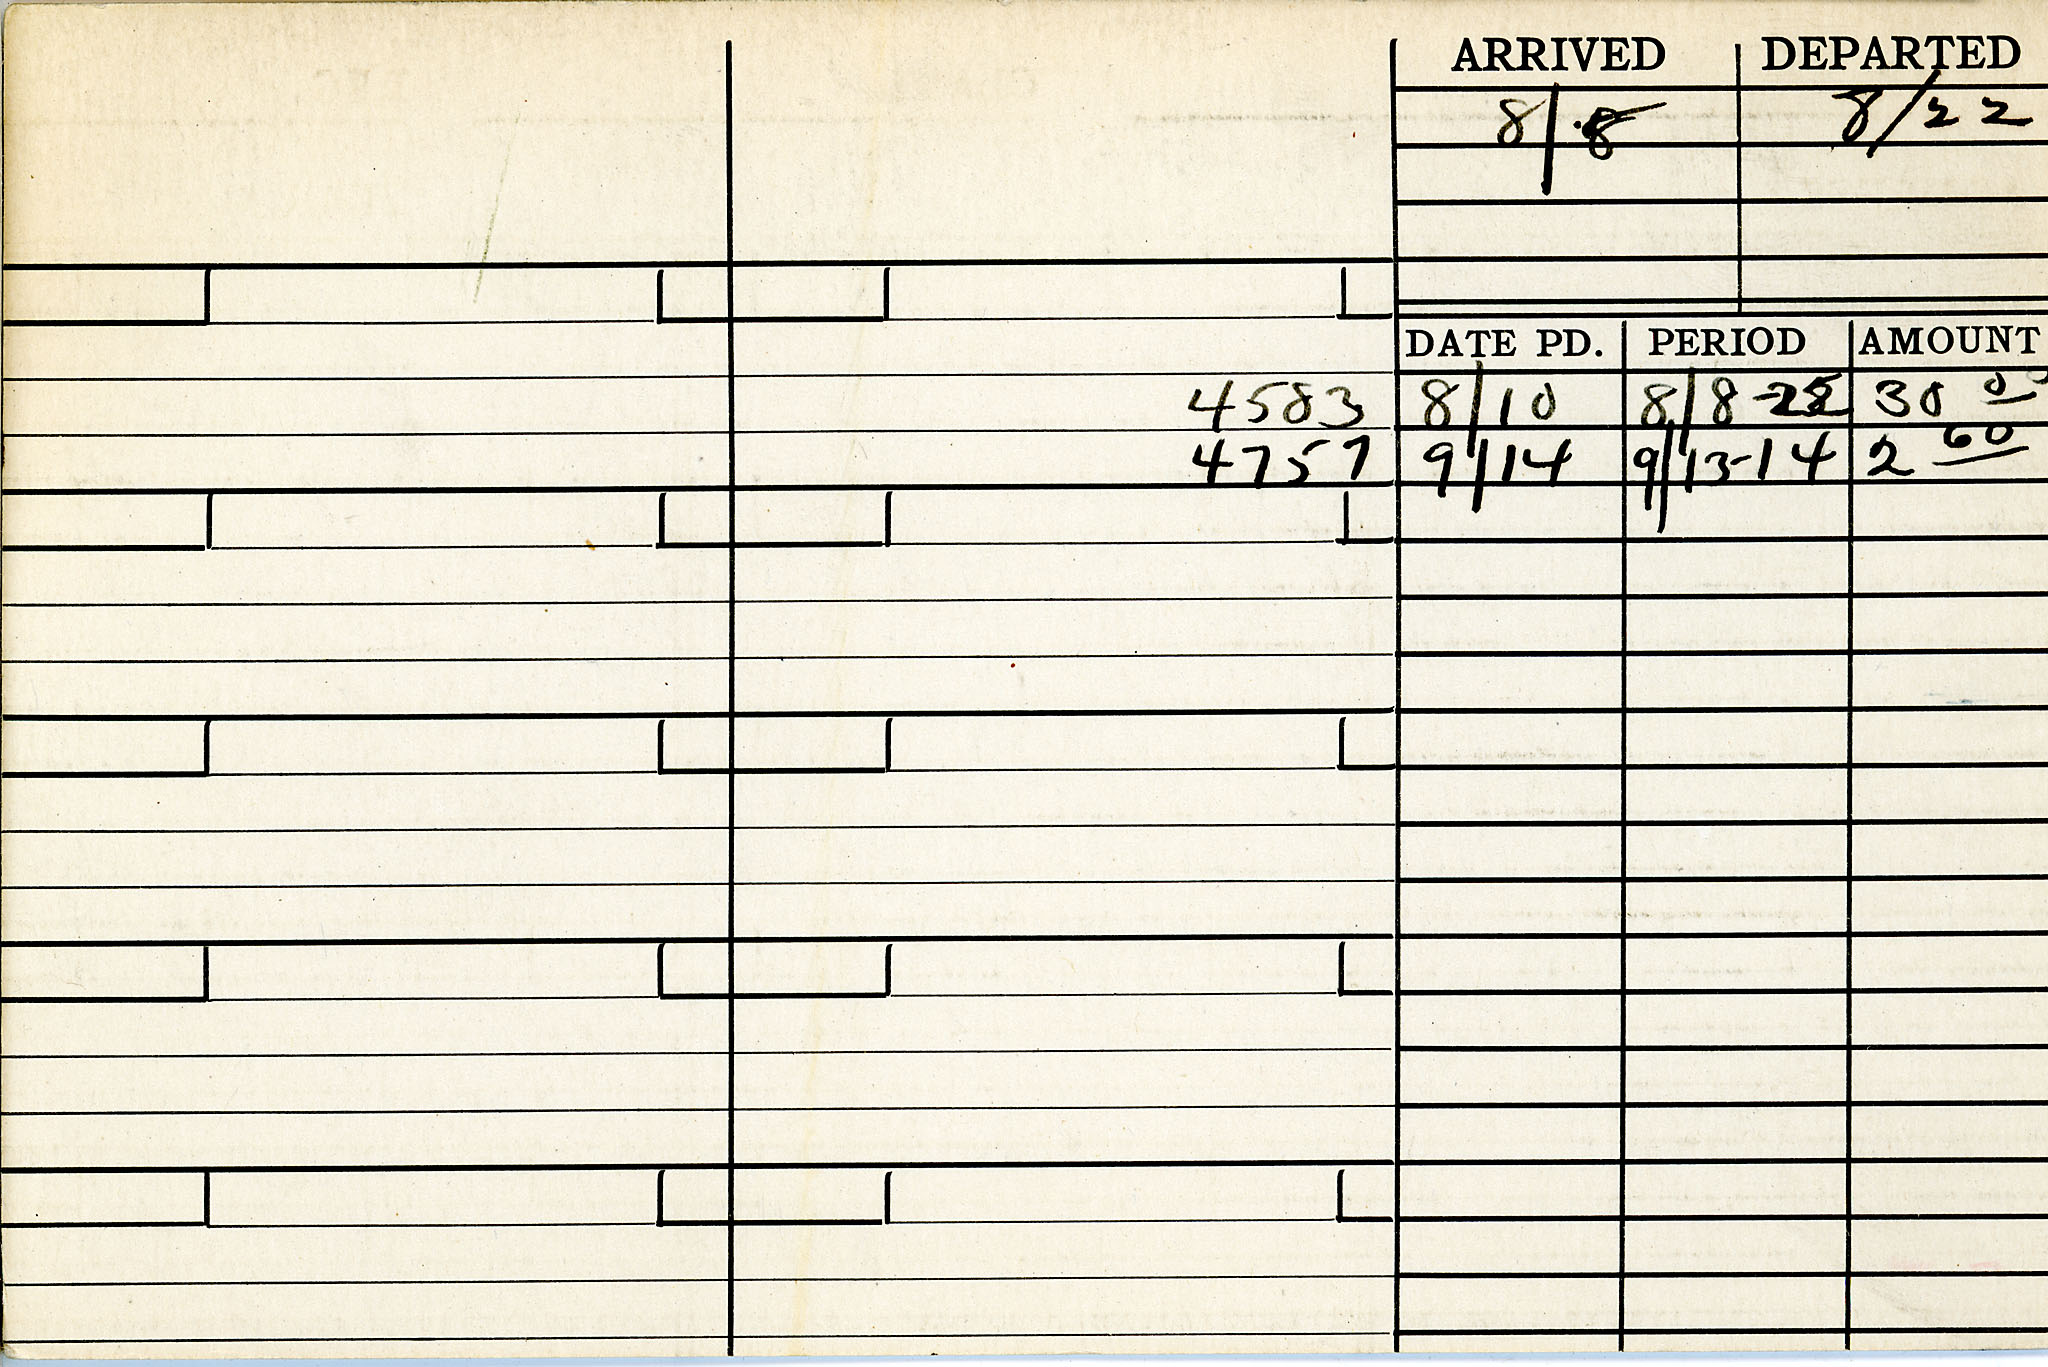 ARRIVED DEPARTED
8/8 8/22
DATE PD. PERIOD AMOUNT
4583 8/10 8/8-22 30 00
4757 9/14 9/13-14 2 60